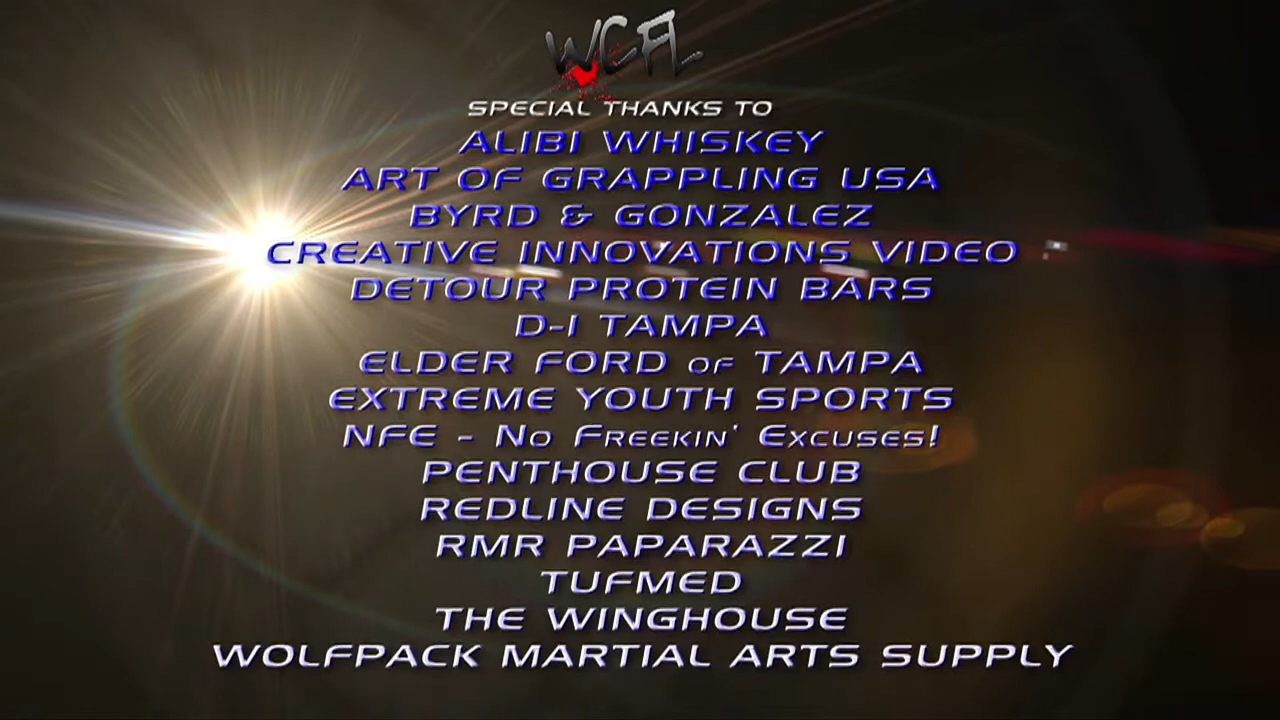 WCFL
SPECIAL THANKS TO
ALIBI WHISKEY
ART OF GRAPPLING USA
BYRD & GONZALEZ
CREATIVE INNOVATIONS VIDEO
DETOUR PROTEIN BARS
D-I TAMPA
ELDER FORD OF TAMPA
EXTREME YOUTH SPORTS
NFE - No Freekin' Excuses!
PENTHOUSE CLUB
REDLINE DESIGNS
RMR PAPARAZZI
TUFMED
THE WINGHOUSE
WOLFPACK MARTIAL ARTS SUPPLY